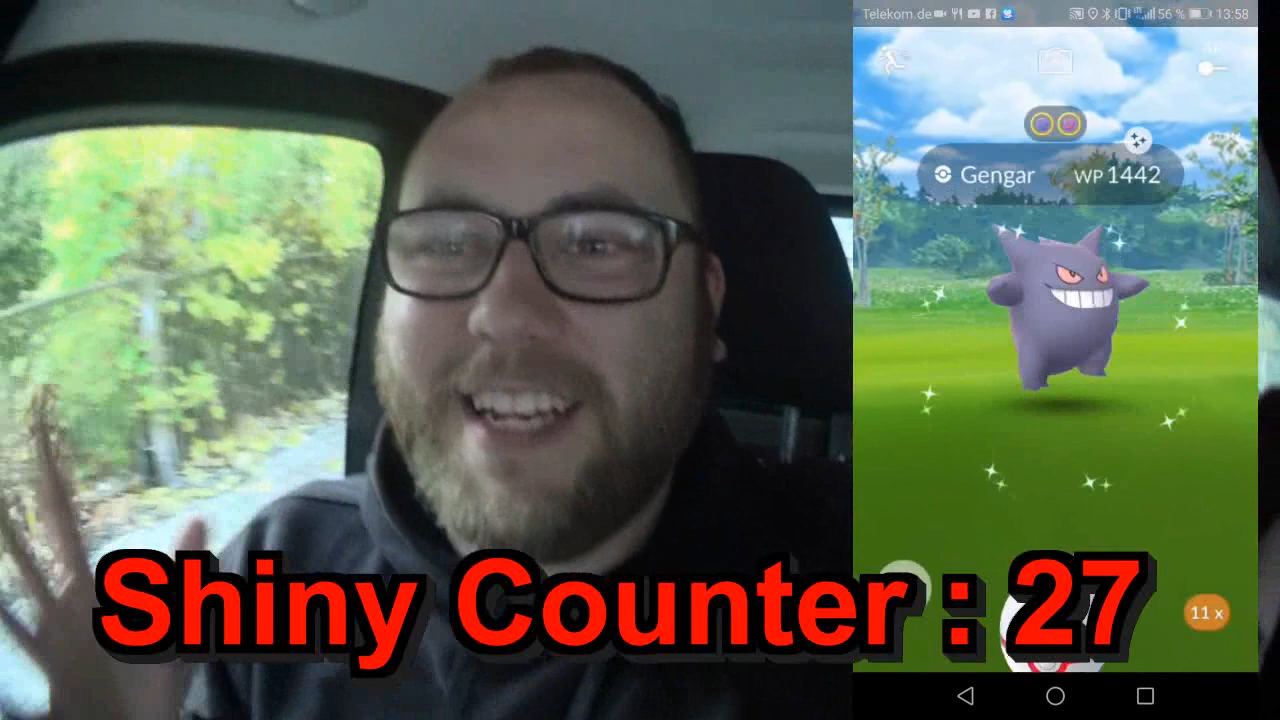 Telekom.de 56 % 13:58
Gengar WP 1442
11 x
Shiny Counter : 27